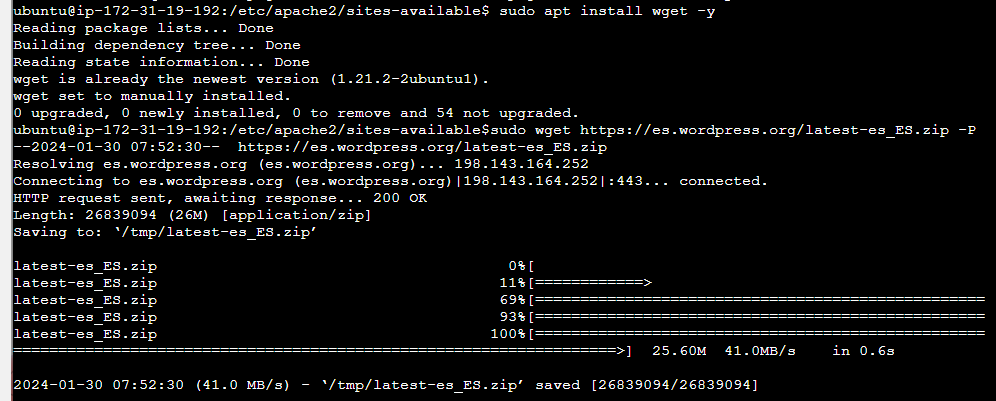 ubuntu@ip-172-31-19-192:/etc/apache2/sites-available$ sudo apt install wget -y
Reading package lists... Done
Building dependency tree... Done
Reading state information... Done
wget is already the newest version (1.21.2-2ubuntu1).
wget set to manually installed.
0 upgraded, 0 newly installed, 0 to remove and 54 not upgraded.
ubuntu@ip-172-31-19-192:/etc/apache2/sites-available$sudo wget https://es.wordpress.org/latest-es_ES.zip -P
--2024-01-30 07:52:30--  https://es.wordpress.org/latest-es_ES.zip
Resolving es.wordpress.org (es.wordpress.org)... 198.143.164.252
Connecting to es.wordpress.org (es.wordpress.org)|198.143.164.252|:443... connected.
HTTP request sent, awaiting response... 200 OK
Length: 26839094 (26M) [application/zip]
Saving to: ‘/tmp/latest-es_ES.zip’
latest-es_ES.zip 0%[
latest-es_ES.zip 11%[============>
latest-es_ES.zip 69%[==================================================
latest-es_ES.zip 93%[==================================================
latest-es_ES.zip 100%[==================================================
===================================================================>] 25.60M 41.0MB/s in 0.6s
2024-01-30 07:52:30 (41.0 MB/s) - ‘/tmp/latest-es_ES.zip’ saved [26839094/26839094]